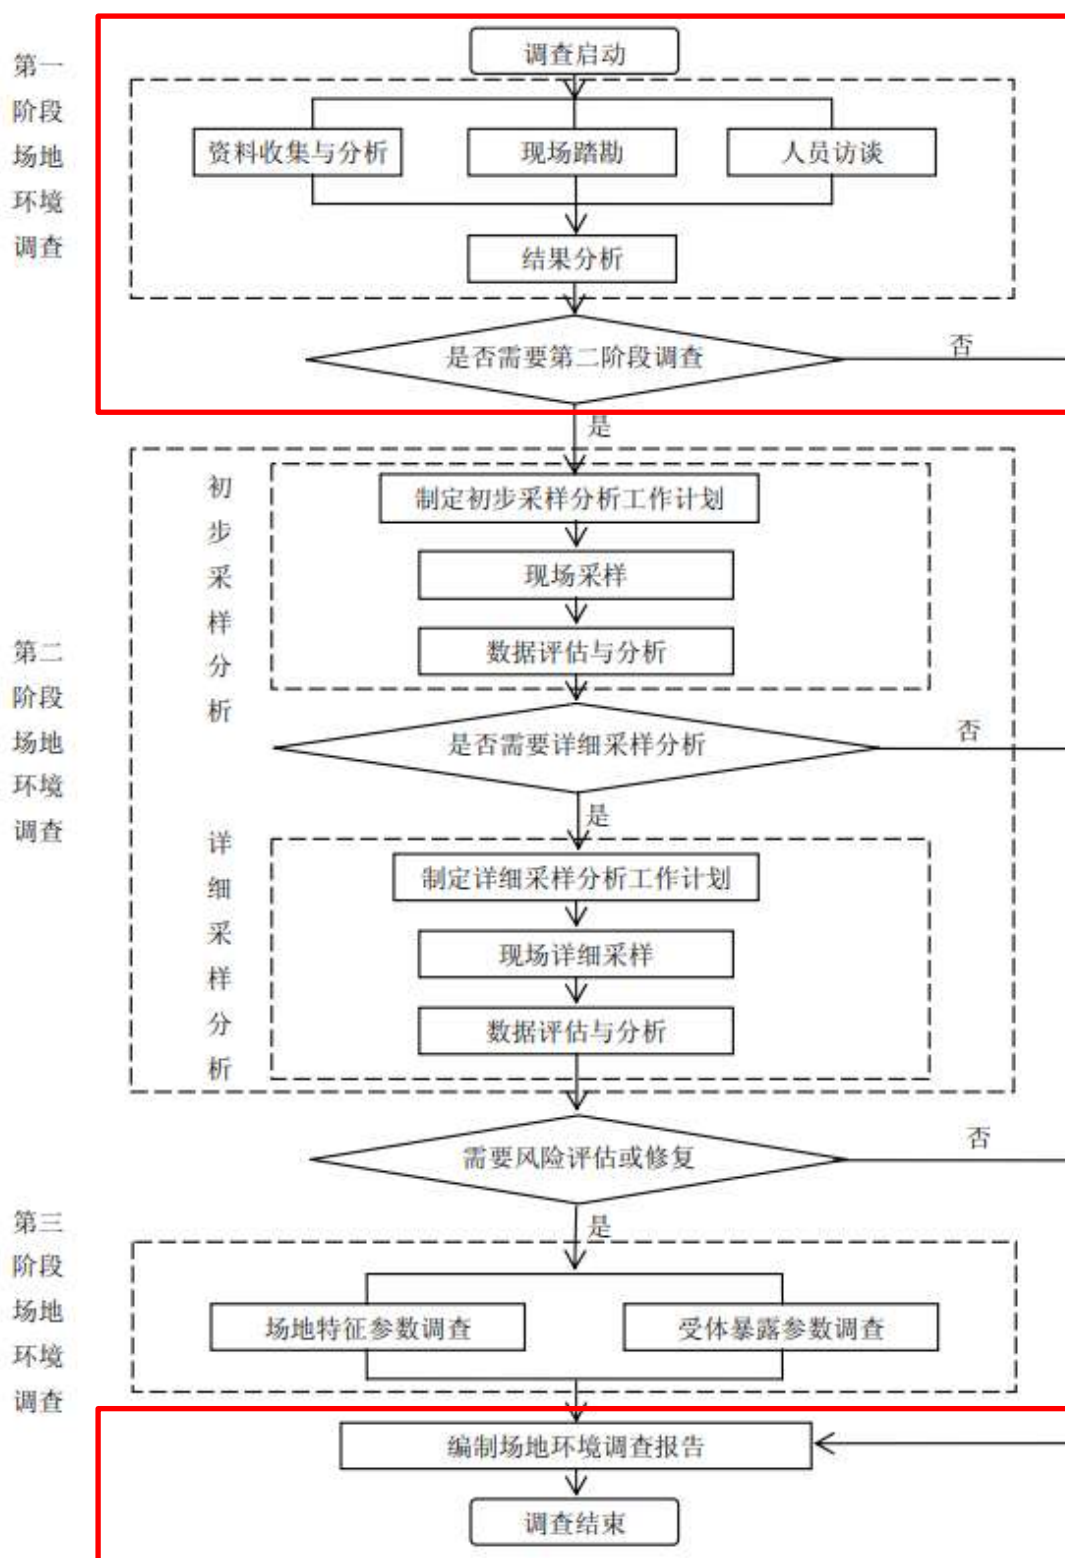 调查启动
第一
阶段
场地
环境
调查
资料收集与分析
现场踏勘
人员访谈
结果分析
是否需要第二阶段调查
否
是
第二
阶段
场地
环境
调查
初
步
采
样
分
析
制定初步采样分析工作计划
现场采样
数据评估与分析
是否需要详细采样分析
否
是
详
细
采
样
分
析
制定详细采样分析工作计划
现场详细采样
数据评估与分析
需要风险评估或修复
否
是
第三
阶段
场地
环境
调查
场地特征参数调查
受体暴露参数调查
编制场地环境调查报告
调查结束